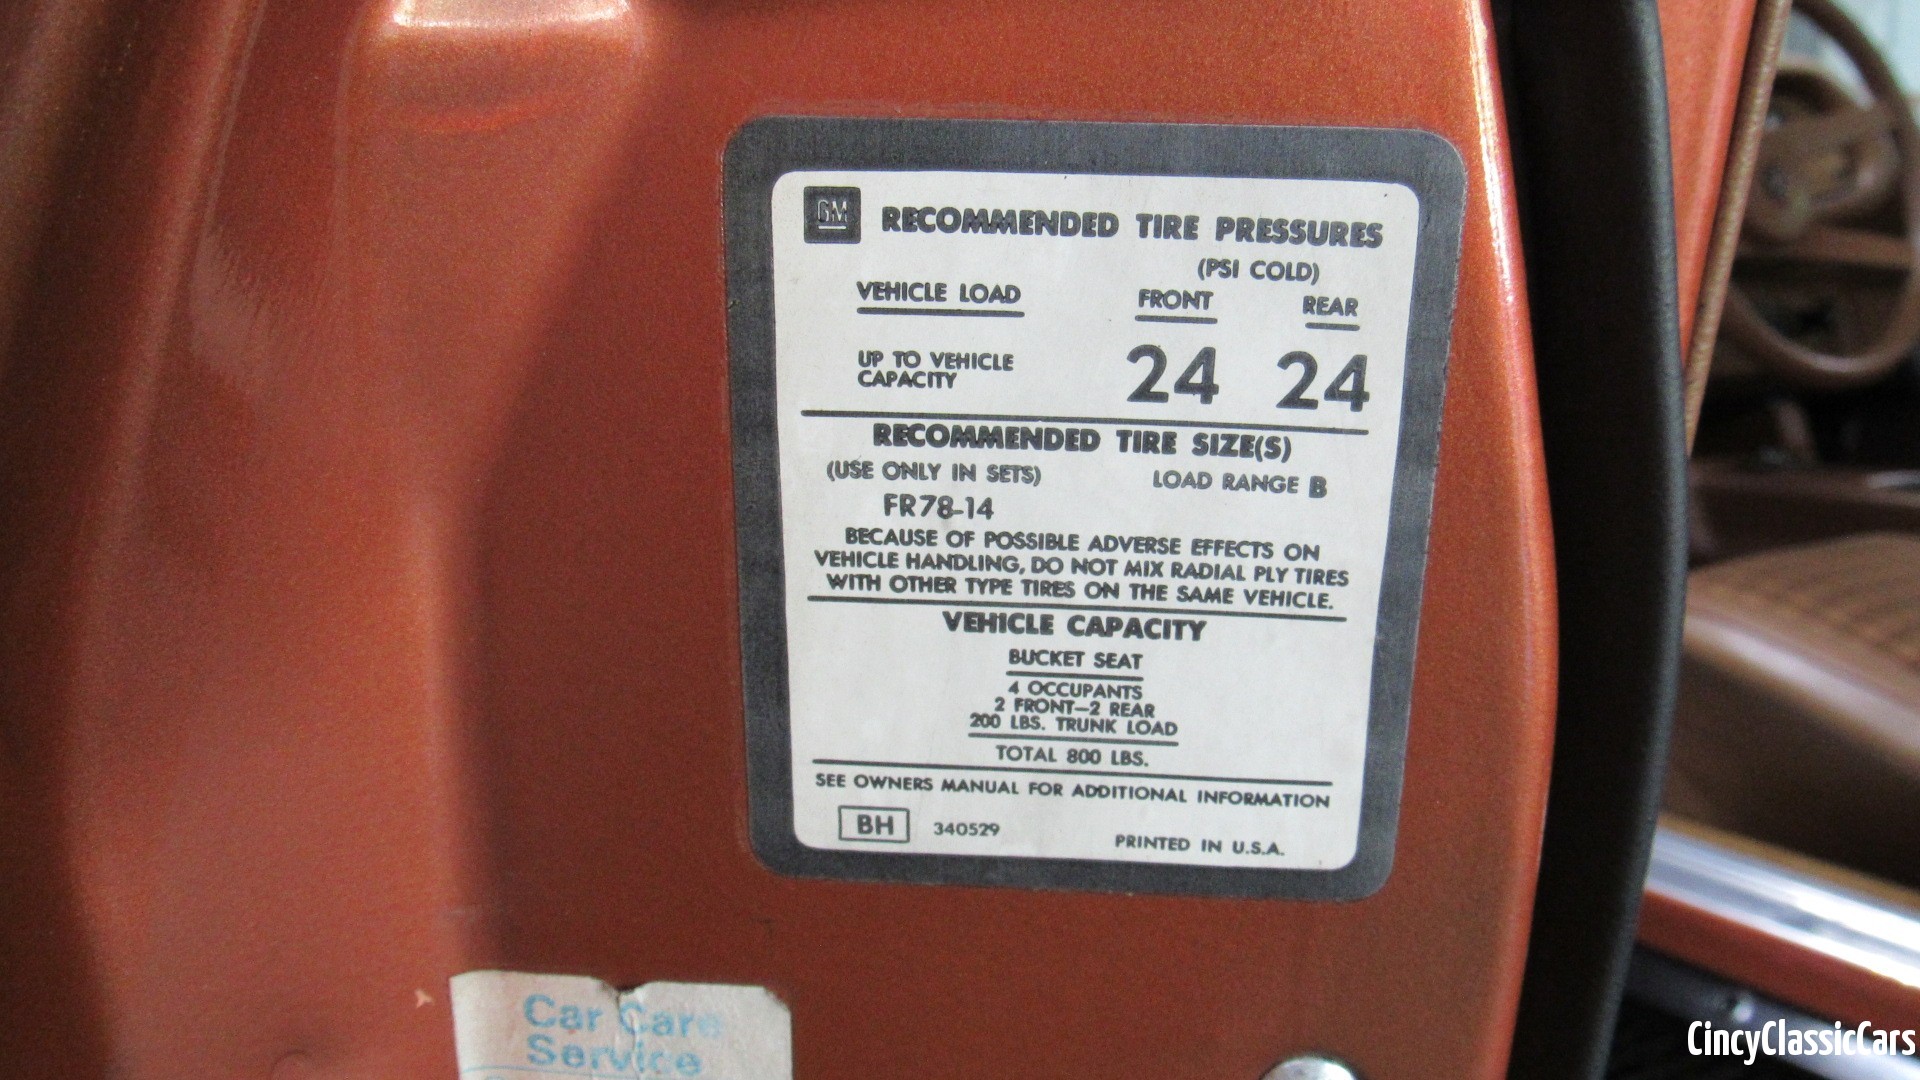 GM RECOMMENDED TIRE PRESSURES
(PSI COLD)
VEHICLE LOAD FRONT REAR
UP TO VEHICLE
CAPACITY 24 24
RECOMMENDED TIRE SIZE(S)
(USE ONLY IN SETS) LOAD RANGE B
FR78-14
BECAUSE OF POSSIBLE ADVERSE EFFECTS ON
VEHICLE HANDLING, DO NOT MIX RADIAL PLY TIRES
WITH OTHER TYPE TIRES ON THE SAME VEHICLE.
VEHICLE CAPACITY
BUCKET SEAT
4 OCCUPANTS
2 FRONT-2 REAR
200 LBS. TRUNK LOAD
TOTAL 800 LBS.
SEE OWNERS MANUAL FOR ADDITIONAL INFORMATION
BH 340529 PRINTED IN U.S.A.
Car Care
Service
CincyClassicCars